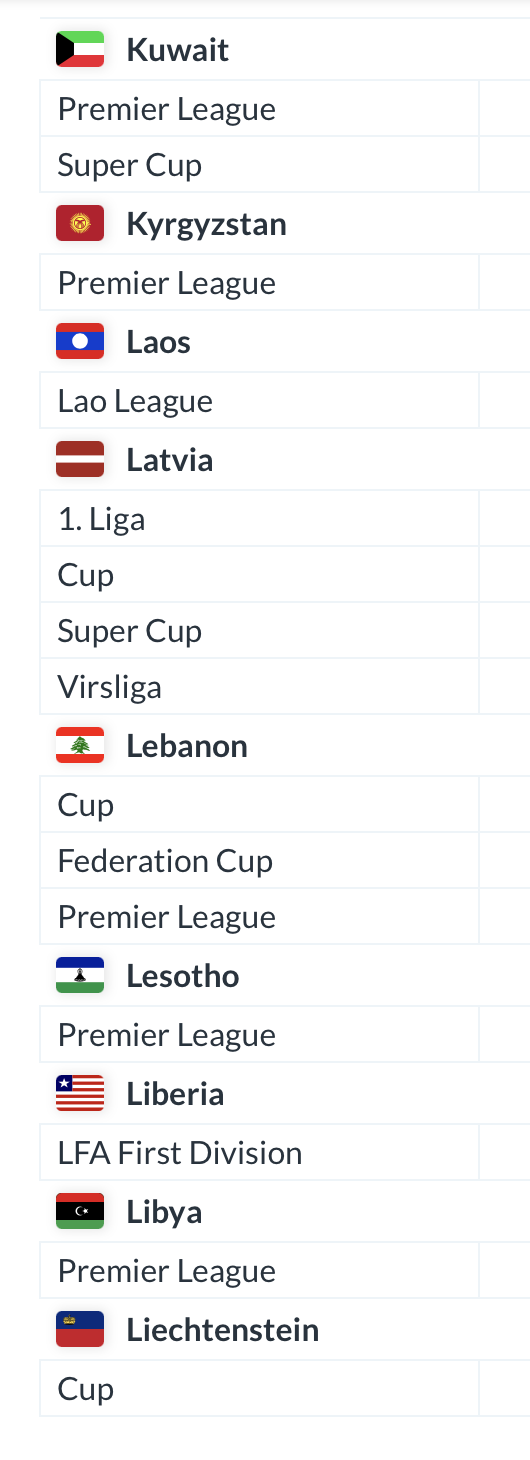 Kuwait
Premier League
Super Cup
Kyrgyzstan
Premier League
Laos
Lao League
Latvia
1. Liga
Cup
Super Cup
Virsliga
Lebanon
Cup
Federation Cup
Premier League
Lesotho
Premier League
Liberia
LFA First Division
Libya
Premier League
Liechtenstein
Cup